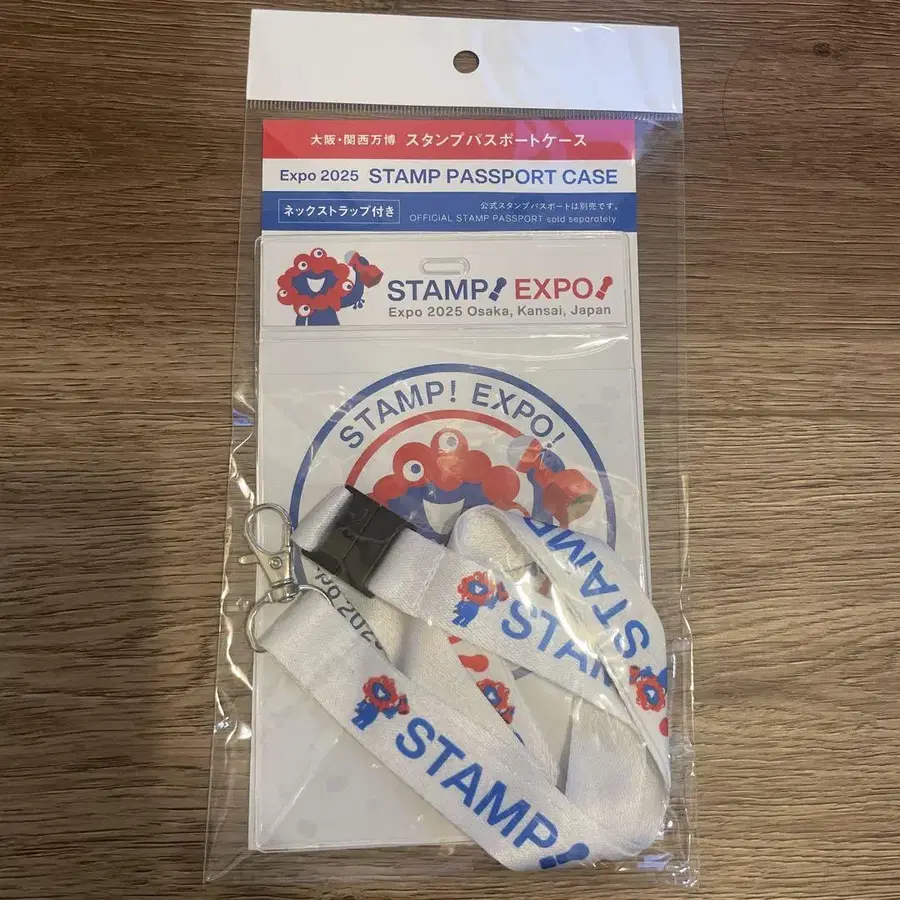 大阪・関西万博 スタンプパスポートケース
Expo 2025 STAMP PASSPORT CASE
ネックストラップ付き
公式スタンプパスポートは別売です。
OFFICIAL STAMP PASSPORT sold separately.
STAMP! EXPO!
Expo 2025 Osaka, Kansai, Japan
STAMP! EXPO!
STAMP
STAMP
STAMP!